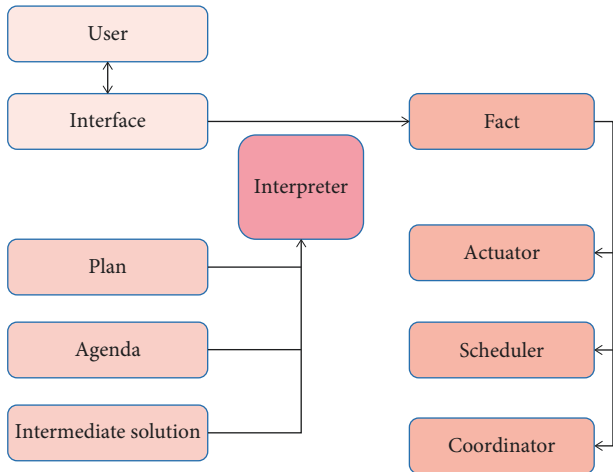 User
Interface
Fact
Interpreter
Plan
Actuator
Agenda
Scheduler
Intermediate solution
Coordinator